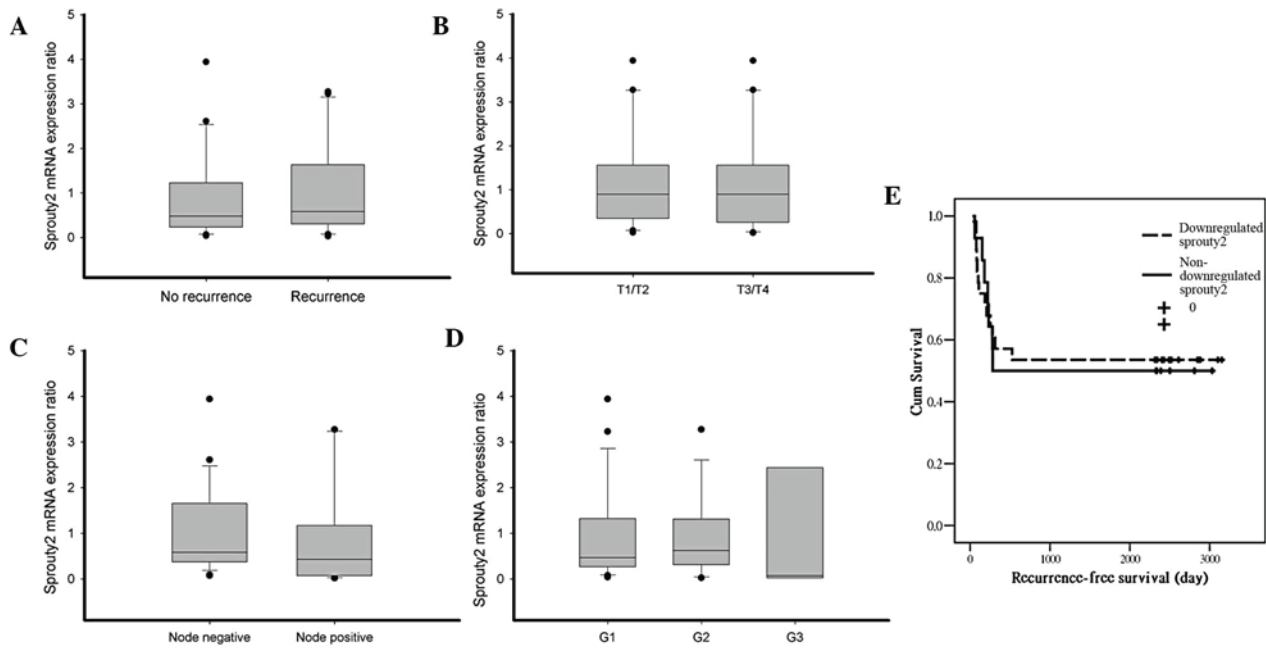 A
Sprouty2 mRNA expression ratio
5
4
3
2
1
0
No recurrence
Recurrence
B
Sprouty2 mRNA expression ratio
5
4
3
2
1
0
T1/T2
T3/T4
C
Sprouty2 mRNA expression ratio
5
4
3
2
1
0
Node negative
Node positive
D
Sprouty2 mRNA expression ratio
5
4
3
2
1
0
G1
G2
G3
E
Cum Survival
1.0
0.8
0.6
0.4
0.2
0.0
Downregulated
sprouty2
Non-
downregulated
sprouty2
0
0
1000
2000
3000
Recurrence-free survival (day)